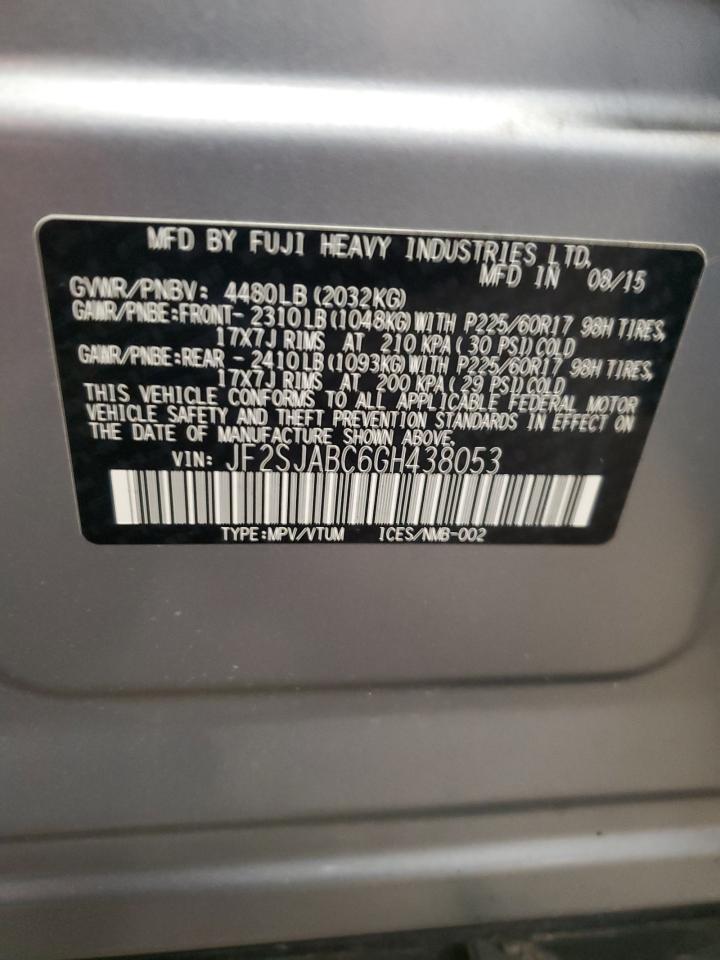 MFD BY FUJI HEAVY INDUSTRIES LTD.
MFD IN 08/15
GVWR/PNBV: 4480LB (2032KG)
GAWR/PNBE:FRONT- 2310LB (1048KG) WITH P225/60R17 98H TIRES,
17X7J RIMS AT 210 KPA (30 PSI) COLD
GAWR/PNBE:REAR - 2410LB (1093KG) WITH P225/60R17 98H TIRES,
17X7J RIMS AT 200 KPA (29 PSI) COLD
THIS VEHICLE CONFORMS TO ALL APPLICABLE FEDERAL MOTOR
VEHICLE SAFETY AND THEFT PREVENTION STANDARDS IN EFFECT ON
THE DATE OF MANUFACTURE SHOWN ABOVE.
VIN: JF2SJABC6GH438053
TYPE:MPV/VTUM ICES/NMB-002